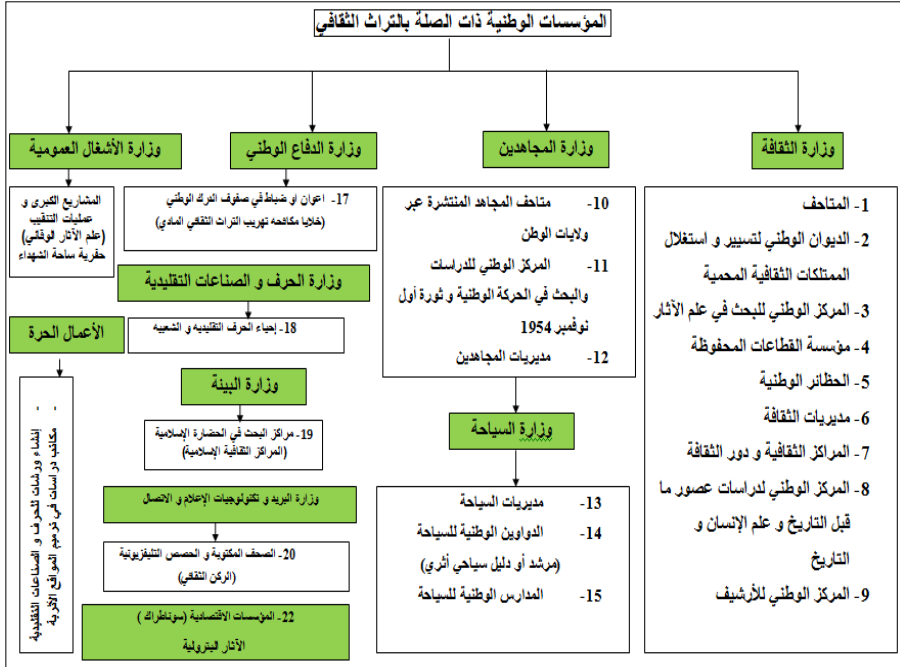 المؤسسات الوطنية ذات الصلة بالتراث الثقافي
وزارة الثقافة
1- المتاحف
2- الديوان الوطني لتسيير و استغلال
الممتلكات الثقافية المحمية
3- المركز الوطني للبحث في علم الآثار
4- مؤسسة القطاعات المحفوظة
5- الحظائر الوطنية
6- مديريات الثقافة
7- المراكز الثقافية و دور الثقافة
8- المركز الوطني لدراسات عصور ما
قبل التاريخ و علم الإنسان و
التاريخ
9- المركز الوطني للأرشيف
وزارة المجاهدين
10- متاحف المجاهد المنتشرة عبر
ولايات الوطن
11- المركز الوطني للدراسات
والبحث في الحركة الوطنية و ثورة أول
نوفمبر 1954
12- مديريات المجاهدين
وزارة السياحة
13- مديريات السياحة
14- الدواوين الوطنية للسياحة
(مرشد أو دليل سياحي أثري)
15- المدارس الوطنية للسياحة
وزارة الدفاع الوطني
17- اعوان او ضباط في صفوف الدرك الوطني
(خلايا مكافحه تهريب التراث الثقافي المادي)
وزارة الحرف و الصناعات التقليدية
18- إحياء الحرف التقليديه و الشعبيه
وزارة البيئة
19- مراكز البحث في الحضارة الإسلامية
(المراكز الثقافية الإسلامية)
وزارة البريد و تكنولوجيات الإعلام و الاتصال
20- الصحف المكتوبة و الحصص التليفزيونية
(الركن الثقافي)
22- المؤسسات الاقتصادية (سوناطراك )
الآثار البترولية
وزارة الأشغال العمومية
المشاريع الكبرى و
عمليات التنقيب
(علم الآثار الوقائي)
حفرية ساحة الشهداء
الأعمال الحرة
- مكاتب دراسات في ترميم المواقع الاثرية
- إنشاء ورشات للحرف و الصناعات التقليدية